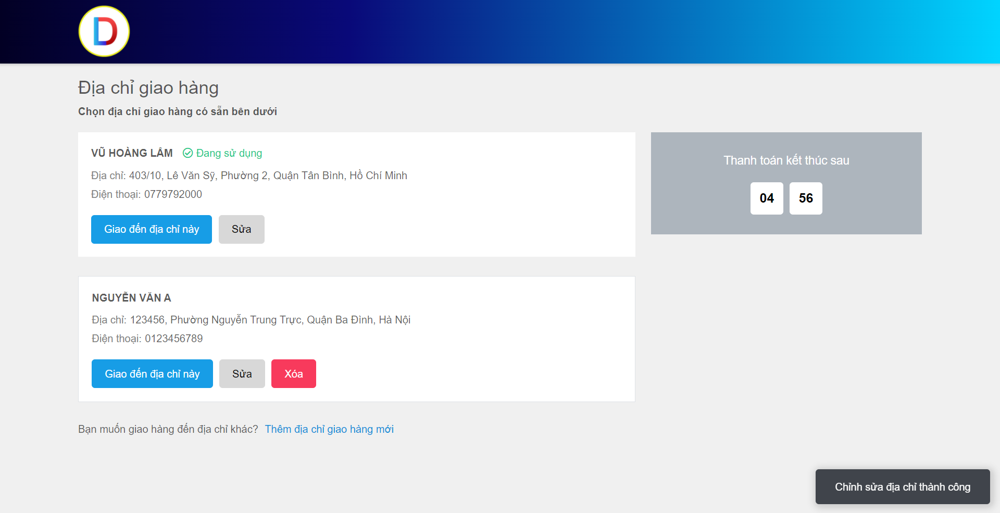 D
Địa chỉ giao hàng
Chọn địa chỉ giao hàng có sẵn bên dưới
VŨ HOÀNG LÂM Đang sử dụng
Địa chỉ: 403/10, Lê Văn Sỹ, Phường 2, Quận Tân Bình, Hồ Chí Minh
Điện thoại: 0779792000
Giao đến địa chỉ này Sửa
Thanh toán kết thúc sau
04 56
NGUYỄN VĂN A
Địa chỉ: 123456, Phường Nguyễn Trung Trực, Quận Ba Đình, Hà Nội
Điện thoại: 0123456789
Giao đến địa chỉ này Sửa Xóa
Bạn muốn giao hàng đến địa chỉ khác? Thêm địa chỉ giao hàng mới
Chỉnh sửa địa chỉ thành công